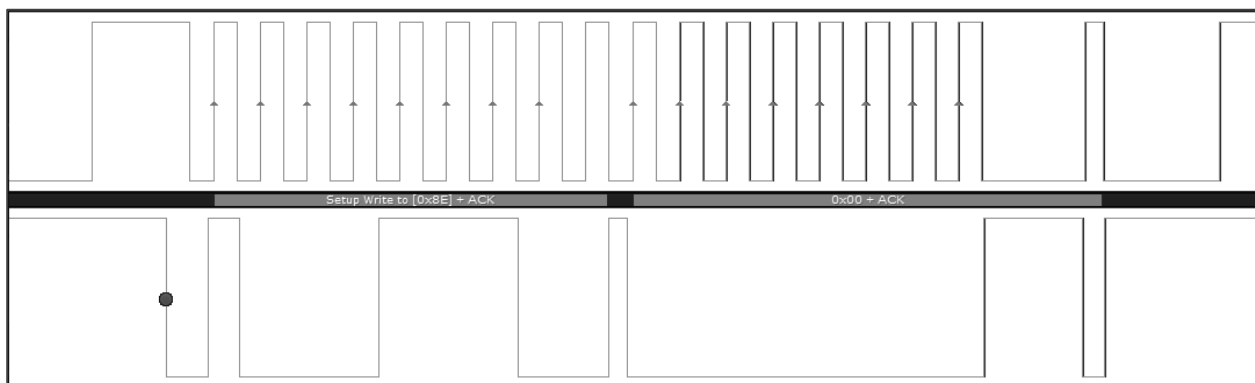 Setup Write to [0x8E] + ACK
0x00 + ACK